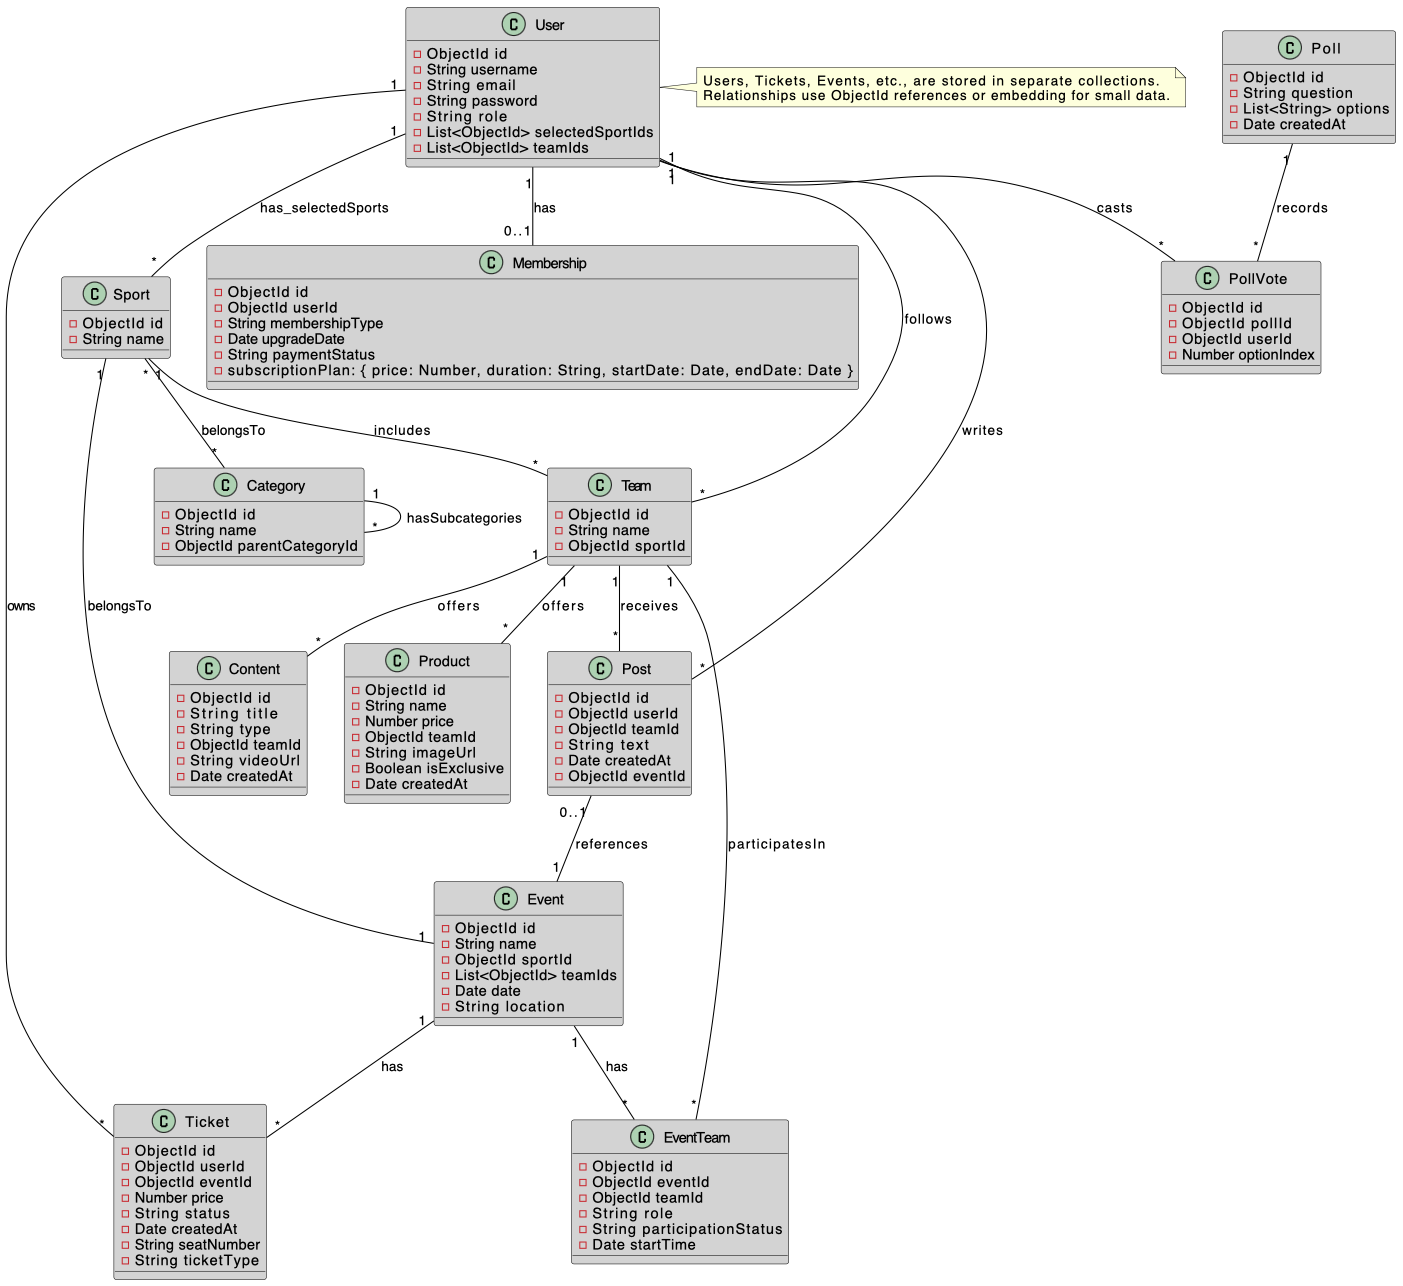 C User
ObjectId id
String username
String email
String password
String role
List<ObjectId> selectedSportIds
List<ObjectId> teamIds
Users, Tickets, Events, etc., are stored in separate collections.
Relationships use ObjectId references or embedding for small data.
C Poll
ObjectId id
String question
List<String> options
Date createdAt
1
1
1
has_selectedSports
*
1
has
0..1
1
1
1
casts
*
1
records
*
follows
*
writes
*
owns
*
C Sport
ObjectId id
String name
C Membership
ObjectId id
ObjectId userId
String membershipType
Date upgradeDate
String paymentStatus
subscriptionPlan: { price: Number, duration: String, startDate: Date, endDate: Date }
C PollVote
ObjectId id
ObjectId pollId
ObjectId userId
Number optionIndex
1
* 1
belongsTo
*
includes
*
belongsTo
1
C Category
ObjectId id
String name
ObjectId parentCategoryId
1
*
hasSubcategories
C Team
ObjectId id
String name
ObjectId sportId
1
offers
*
1
offers
*
1
receives
*
1
participatesIn
*
C Content
ObjectId id
String title
String type
ObjectId teamId
String videoUrl
Date createdAt
C Product
ObjectId id
String name
Number price
ObjectId teamId
String imageUrl
Boolean isExclusive
Date createdAt
C Post
ObjectId id
ObjectId userId
ObjectId teamId
String text
Date createdAt
ObjectId eventId
0..1
references
1
C Event
ObjectId id
String name
ObjectId sportId
List<ObjectId> teamIds
Date date
String location
1
has
*
1
has
*
C Ticket
ObjectId id
ObjectId userId
ObjectId eventId
Number price
String status
Date createdAt
String seatNumber
String ticketType
C EventTeam
ObjectId id
ObjectId eventId
ObjectId teamId
String role
String participationStatus
Date startTime